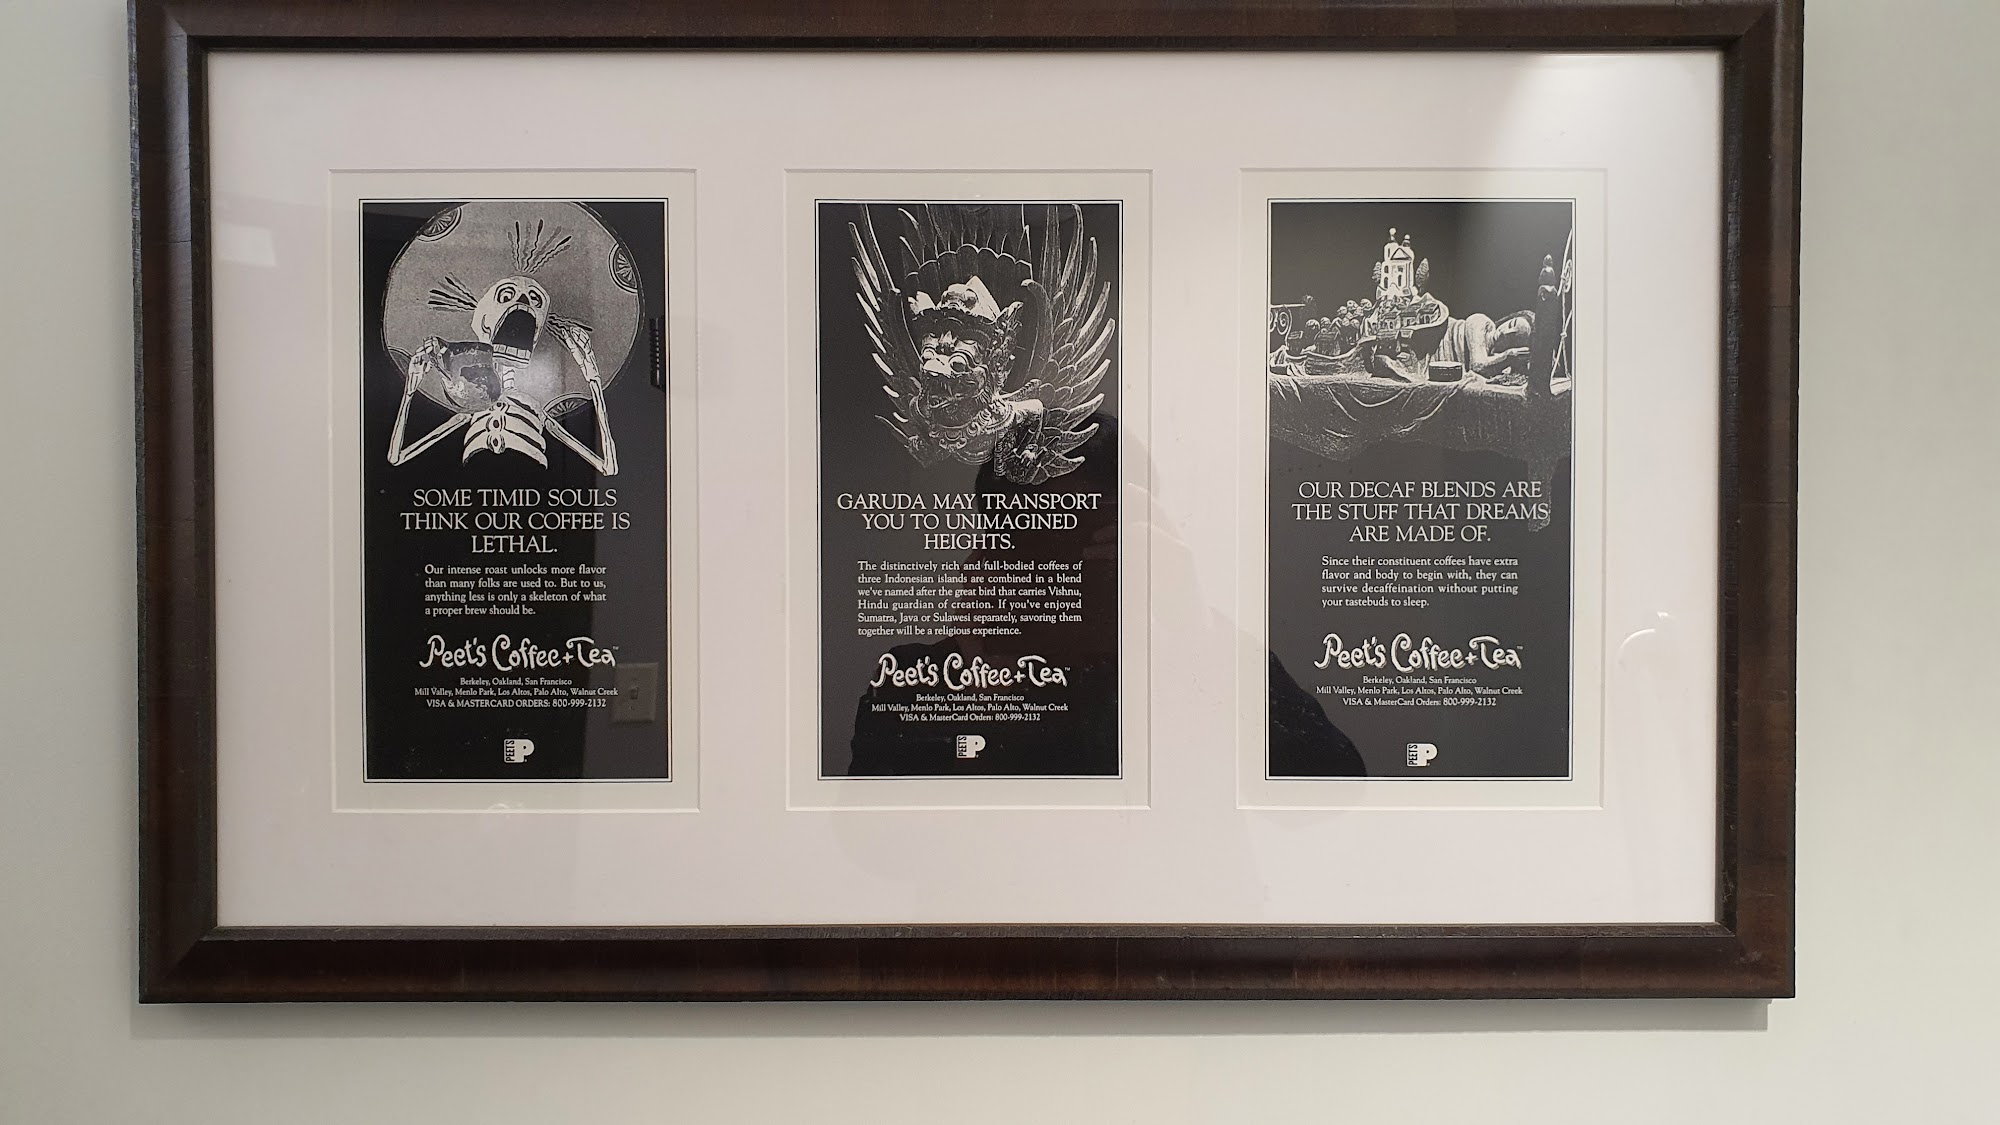 SOME TIMID SOULS
THINK OUR COFFEE IS
LETHAL.
Our intense roast unlocks more flavor
than many folks are used to. But to us,
anything less is only a skeleton of what
a proper brew should be.
Peet's Coffee+Tea™
Berkeley, Oakland, San Francisco
Mill Valley, Menlo Park, Los Altos, Palo Alto, Walnut Creek
VISA & MASTERCARD ORDERS: 800-999-2132
PEET'S
GARUDA MAY TRANSPORT
YOU TO UNIMAGINED
HEIGHTS.
The distinctively rich and full-bodied coffees of
three Indonesian islands are combined in a blend
we've named after the great bird that carries Vishnu,
Hindu guardian of creation. If you've enjoyed
Sumatra, Java or Sulawesi separately, savoring them
together will be a religious experience.
Peet's Coffee+Tea™
Berkeley, Oakland, San Francisco
Mill Valley, Menlo Park, Los Altos, Palo Alto, Walnut Creek
VISA & MasterCard Orders: 800-999-2132
PEET'S
OUR DECAF BLENDS ARE
THE STUFF THAT DREAMS
ARE MADE OF.
Since their constituent coffees have extra
flavor and body to begin with, they can
survive decaffeination without putting
your tastebuds to sleep.
Peet's Coffee+Tea™
Berkeley, Oakland, San Francisco
Mill Valley, Menlo Park, Los Altos, Palo Alto, Walnut Creek
VISA & MasterCard Orders: 800-999-2132
PEET'S